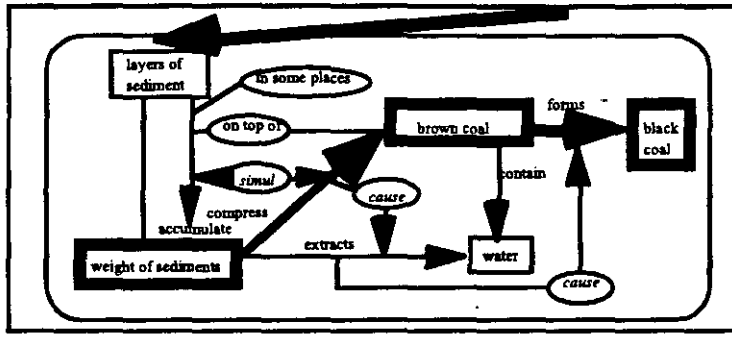 layers of
sediment
in some places
on top of
brown coal
forms
black
coal
simul
cause
contain
compress
accumulate
extracts
weight of sediments
water
cause